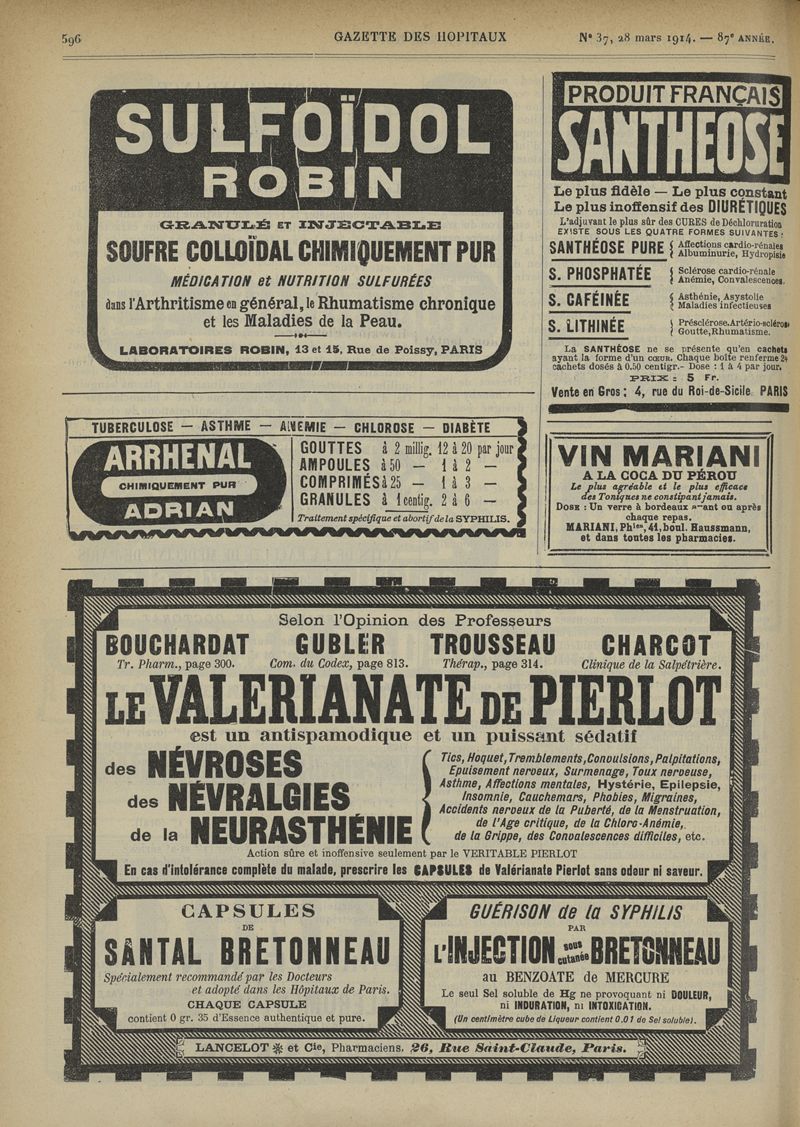 596
GAZETTE DES HOPITAUX
N° 37, 28 mars 1914. — 87e ANNÉE.
SULFOÏDOL
ROBIN
GRANULÉ ET INJECTABLE
SOUFRE COLLOÏDAL CHIMIQUEMENT PUR
MÉDICATION et NUTRITION SULFURÉES
dans l'Arthritisme en général, le Rhumatisme chronique
et les Maladies de la Peau.
LABORATOIRES ROBIN, 13 et 15, Rue de Poissy, PARIS
PRODUIT FRANÇAIS
SANTHEOSE
Le plus fidèle — Le plus constant
Le plus inoffensif des DIURÉTIQUES
L'adjuvant le plus sûr des CURES de Déchloruration
EXISTE SOUS LES QUATRE FORMES SUIVANTES :
SANTHÉOSE PURE { Affections cardio-rénales
Albuminurie, Hydropisie
S. PHOSPHATÉE { Sclérose cardio-rénale
Anémie, Convalescences.
S. CAFÉINÉE { Asthénie, Asystolie
Maladies infectieuses
S. LITHINÉE { Présclérose, Artério-sclérose
Goutte, Rhumatisme.
La SANTHÉOSE ne se présente qu'en cachets
ayant la forme d'un cœur. Chaque boîte renferme 24
cachets dosés à 0.50 centigr. - Dose : 1 à 4 par jour.
PRIX : 5 Fr.
Vente en Gros : 4, rue du Roi-de-Sicile PARIS
TUBERCULOSE — ASTHME — ANEMIE — CHLOROSE — DIABÈTE
ARRHENAL
CHIMIQUEMENT PUR
ADRIAN
GOUTTES à 2 millig. 12 à 20 par jour
AMPOULES à 50 — 1 à 2 —
COMPRIMÉS à 25 — 1 à 3 —
GRANULES à 1 centig. 2 à 6 —
Traitement spécifique et abortif de la SYPHILIS.
VIN MARIANI
A LA COCA DU PÉROU
Le plus agréable et le plus efficace
des Toniques ne constipant jamais.
DOSE : Un verre à bordeaux avant ou après
chaque repas.
MARIANI, Phien, 41, boul. Haussmann,
et dans toutes les pharmacies.
Selon l'Opinion des Professeurs
BOUCHARDAT GUBLER TROUSSEAU CHARCOT
Tr. Pharm., page 300. Com. du Codex, page 813. Thérap., page 314. Clinique de la Salpétrière.
LE VALERIANATE DE PIERLOT
est un antispamodique et un puissant sédatif
des NÉVROSES
des NÉVRALGIES
de la NEURASTHÉNIE
Tics, Hoquet, Tremblements, Convulsions, Palpitations,
Epuisement nerveux, Surmenage, Toux nerveuse,
Asthme, Affections mentales, Hystérie, Epilepsie,
Insomnie, Cauchemars, Phobies, Migraines,
Accidents nerveux de la Puberté, de la Menstruation,
de l'Age critique, de la Chloro-Anémie,
de la Grippe, des Convalescences difficiles, etc.
Action sûre et inoffensive seulement par le VERITABLE PIERLOT
En cas d'intolérance complète du malade, prescrire les CAPSULES de Valérianate Pierlot sans odeur ni saveur.
CAPSULES
DE
SANTAL BRETONNEAU
Spécialement recommandé par les Docteurs
et adopté dans les Hôpitaux de Paris.
CHAQUE CAPSULE
contient 0 gr. 35 d'Essence authentique et pure.
GUÉRISON de la SYPHILIS
PAR
L'INJECTION sous cutanée BRETONNEAU
au BENZOATE de MERCURE
Le seul Sel soluble de Hg ne provoquant ni DOULEUR,
ni INDURATION, ni INTOXICATION.
(Un centimètre cube de Liqueur contient 0.01 de Sel soluble).
LANCELOT ※ et Cie, Pharmaciens, 26, Rue Saint-Claude, Paris.